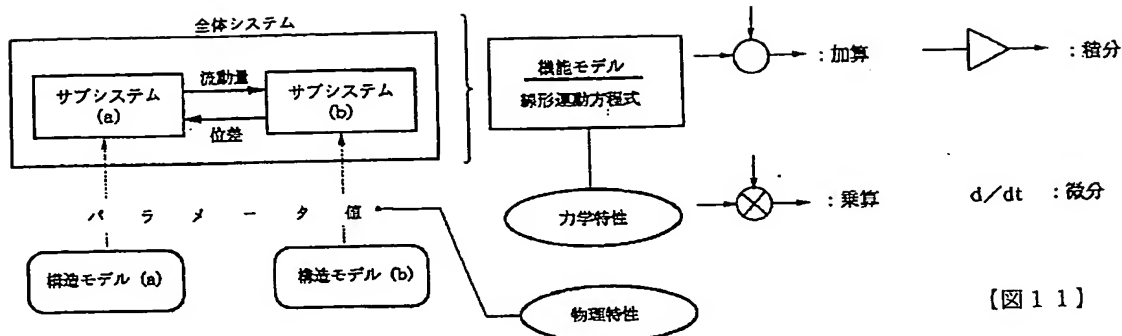 全体システム
サブシステム
(a)
流動量
位差
サブシステム
(b)
機能モデル
線形運動方程式
：加算
：積分
力学特性
：乗算
d／dt ：微分
パ ラ メ ー タ 値
構造モデル (a)
構造モデル (b)
物理特性
【図１１】